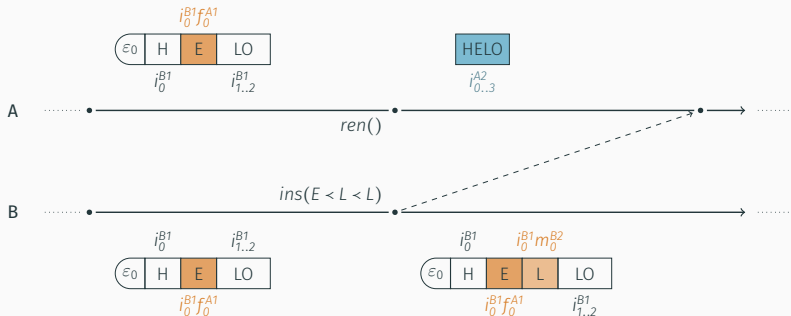 i₀ᴮ¹f₀ᴬ¹
ε₀ H E LO
HELO
i₀ᴮ¹ i₁..₂ᴮ¹
i₀..₃ᴬ²
A
ren()
ins(E ≺ L ≺ L)
B
i₀ᴮ¹ i₁..₂ᴮ¹
i₀ᴮ¹ i₀ᴮ¹m₀ᴮ²
ε₀ H E LO
ε₀ H E L LO
i₀ᴮ¹f₀ᴬ¹
i₀ᴮ¹f₀ᴬ¹ i₁..₂ᴮ¹